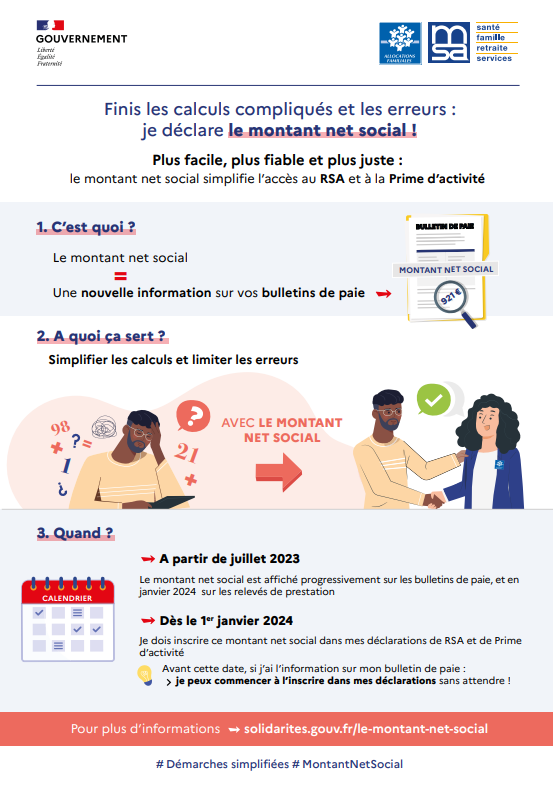 GOUVERNEMENT
Liberté
Égalité
Fraternité
ALLOCATIONS
FAMILIALES
msa
santé
famille
retraite
services
Finis les calculs compliqués et les erreurs :
je déclare le montant net social !
Plus facile, plus fiable et plus juste :
le montant net social simplifie l'accès au RSA et à la Prime d'activité
1. C'est quoi ?
Le montant net social
=
Une nouvelle information sur vos bulletins de paie
BULLETIN DE PAIE
MONTANT NET SOCIAL
921 €
2. A quoi ça sert ?
Simplifier les calculs et limiter les erreurs
98
?
+
=
1
?
?
21
+
AVEC LE MONTANT
NET SOCIAL
3. Quand ?
CALENDRIER
A partir de juillet 2023
Le montant net social est affiché progressivement sur les bulletins de paie, et en
janvier 2024 sur les relevés de prestation
Dès le 1er janvier 2024
Je dois inscrire ce montant net social dans mes déclarations de RSA et de Prime
d'activité
Avant cette date, si j'ai l'information sur mon bulletin de paie :
> je peux commencer à l'inscrire dans mes déclarations sans attendre !
Pour plus d'informations solidarites.gouv.fr/le-montant-net-social
# Démarches simplifiées # MontantNetSocial